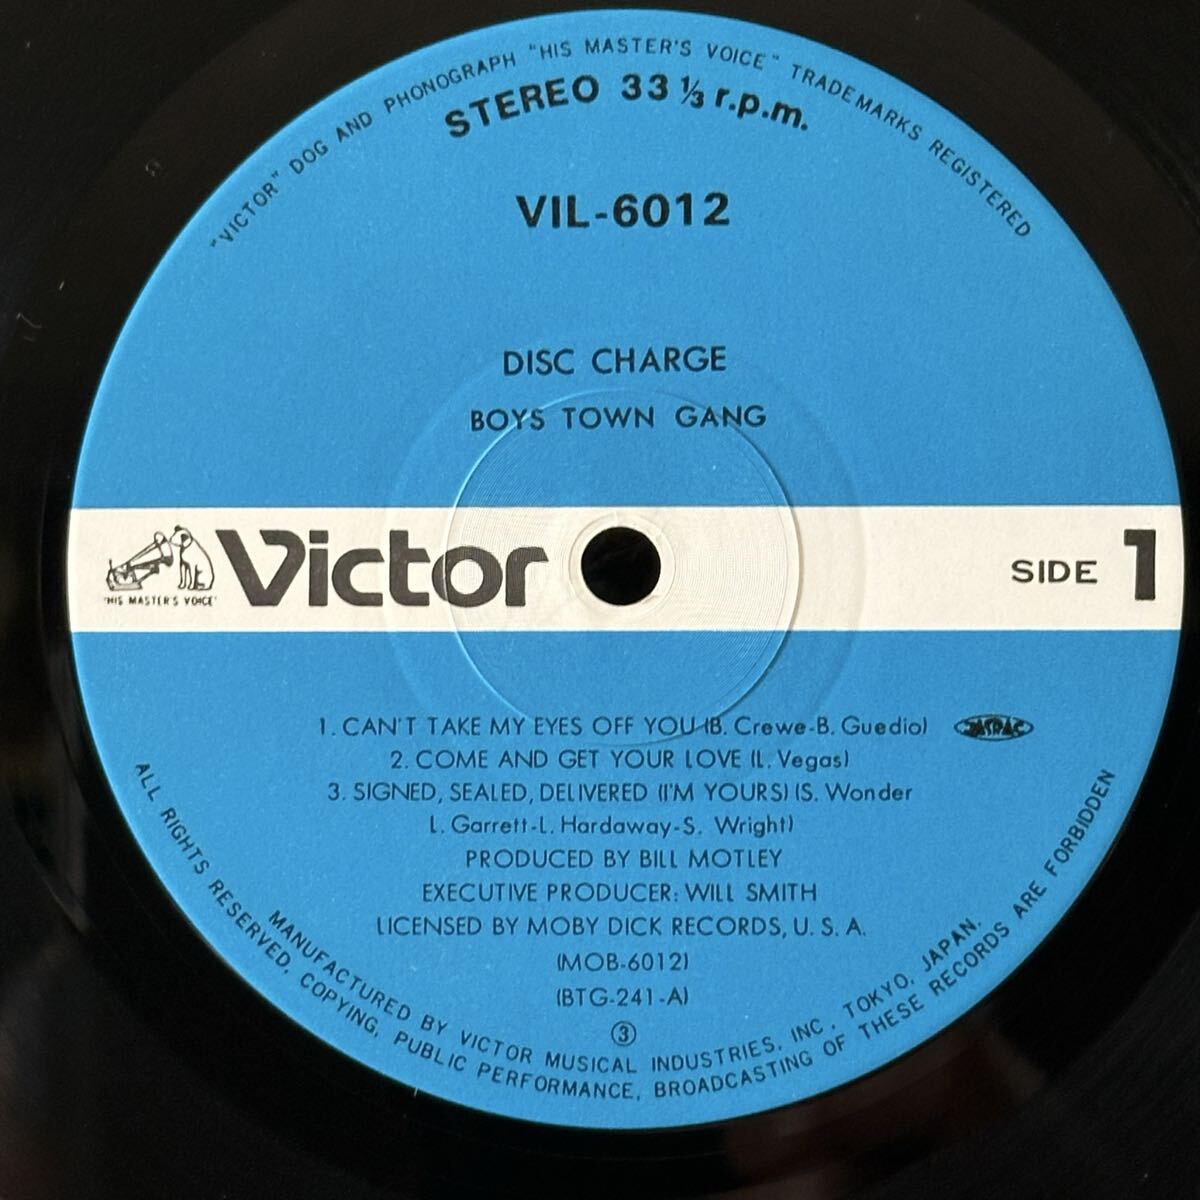 "VICTOR" DOG AND PHONOGRAPH "HIS MASTER'S VOICE" TRADEMARKS REGISTERED
STEREO 33 1/3 r.p.m.
VIL-6012
DISC CHARGE
BOYS TOWN GANG
"HIS MASTER'S VOICE"
Victor
SIDE 1
1. CAN'T TAKE MY EYES OFF YOU (B. Crewe-B. Guedio)
JASRAC
2. COME AND GET YOUR LOVE (L. Vegas)
3. SIGNED, SEALED, DELIVERED (I'M YOURS) (S. Wonder
L. Garrett-L. Hardaway-S. Wright)
PRODUCED BY BILL MOTLEY
EXECUTIVE PRODUCER: WILL SMITH
LICENSED BY MOBY DICK RECORDS, U. S. A.
(MOB-6012)
(BTG-241-A)
③
MANUFACTURED BY VICTOR MUSICAL INDUSTRIES, INC. TOKYO, JAPAN.
ALL RIGHTS RESERVED. COPYING, PUBLIC PERFORMANCE, BROADCASTING OF THESE RECORDS ARE FORBIDDEN